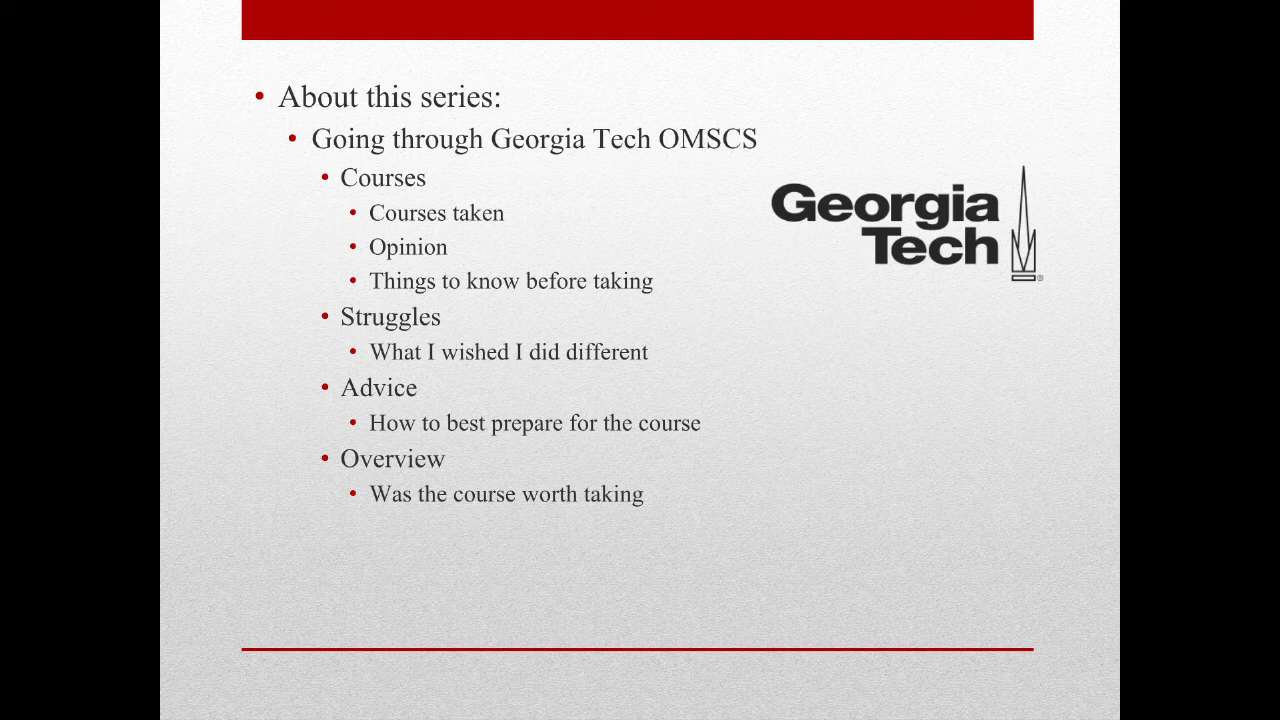 • About this series:
• Going through Georgia Tech OMSCS
• Courses
• Courses taken
• Opinion
• Things to know before taking
• Struggles
• What I wished I did different
• Advice
• How to best prepare for the course
• Overview
• Was the course worth taking
Georgia
Tech
®